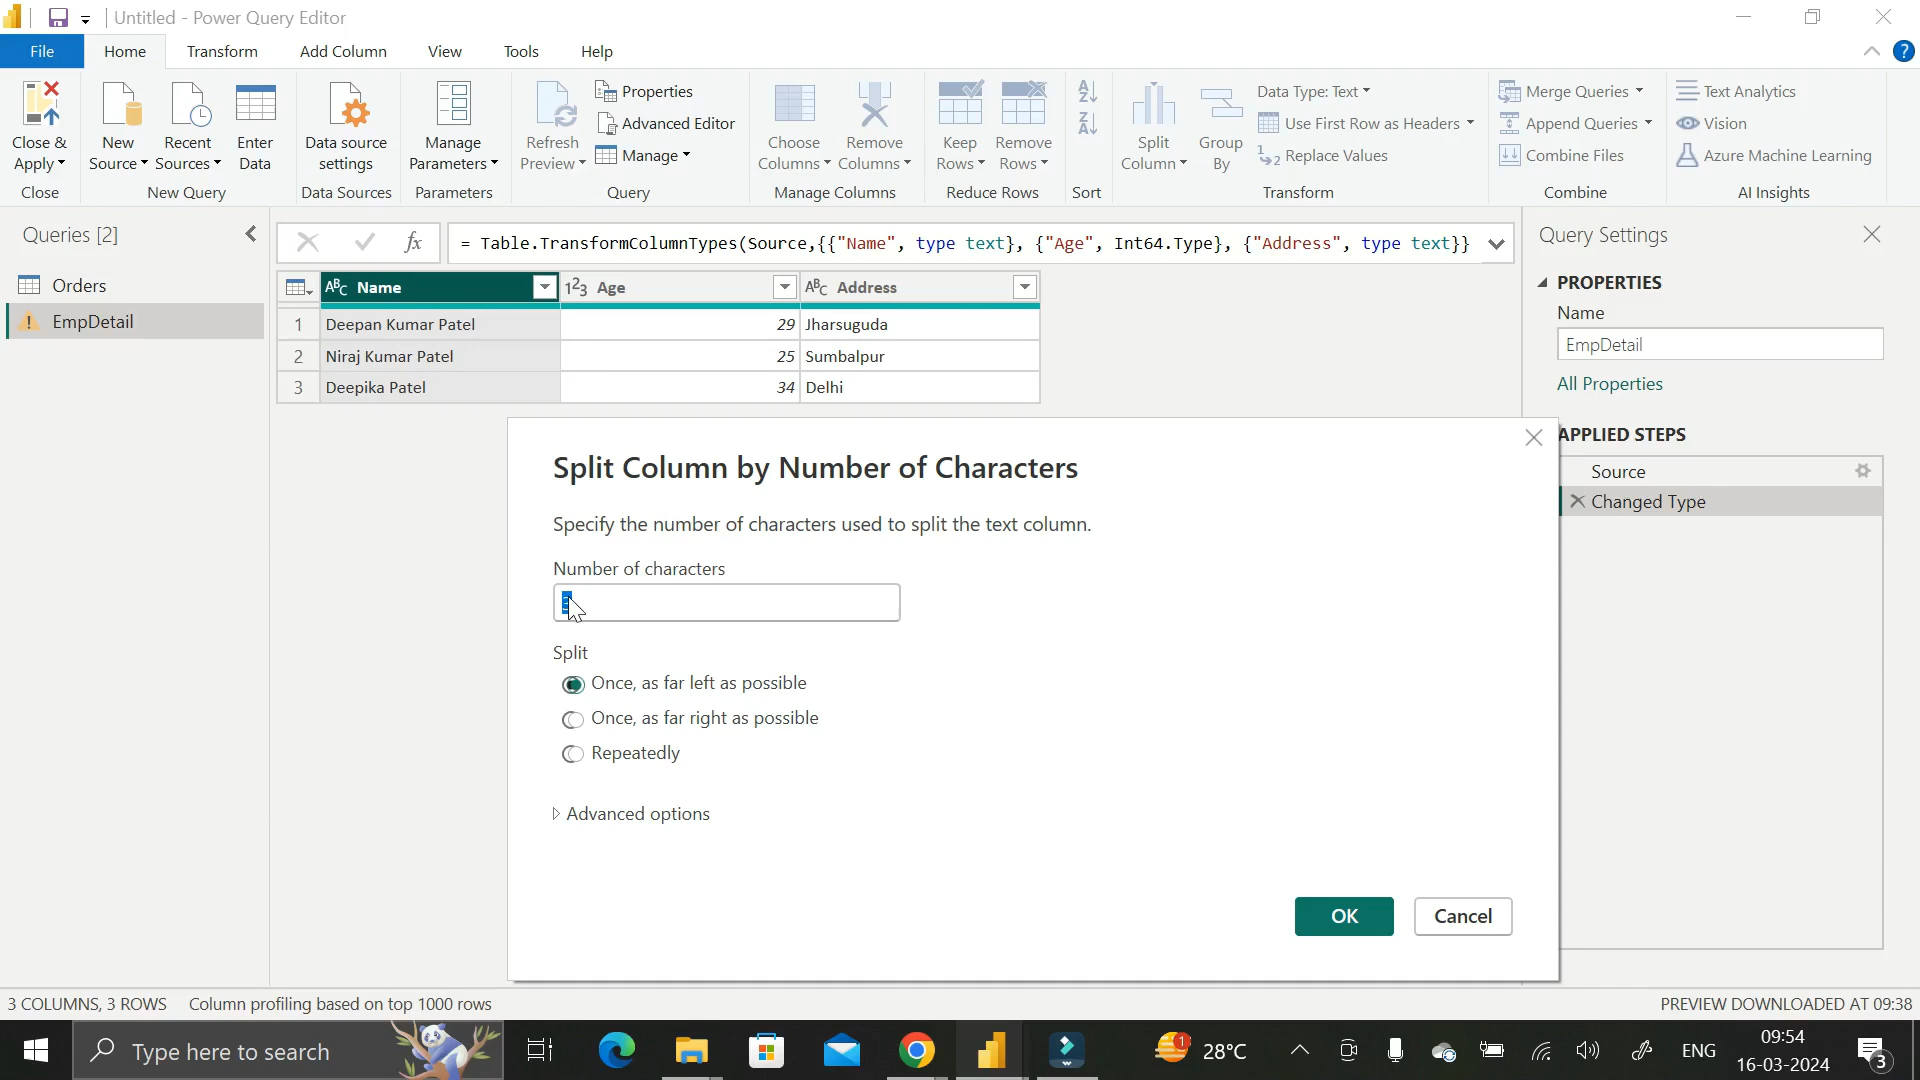 Untitled - Power Query Editor
File Home Transform Add Column View Tools Help ?
Close & Apply
New Source
Recent Sources
Enter Data
Data source settings
Manage Parameters
Refresh Preview
Properties
Advanced Editor
Manage
Choose Columns
Remove Columns
Keep Rows
Remove Rows
Split Column
Group By
Data Type: Text
Use First Row as Headers
Replace Values
Merge Queries
Append Queries
Combine Files
Text Analytics
Vision
Azure Machine Learning
Close New Query Data Sources Parameters Query Manage Columns Reduce Rows Sort Transform Combine AI Insights
Queries [2]
Orders
EmpDetail
fx = Table.TransformColumnTypes(Source,{{"Name", type text}, {"Age", Int64.Type}, {"Address", type text}}
ABC Name 123 Age ABC Address
1 Deepan Kumar Patel 29 Jharsuguda
2 Niraj Kumar Patel 25 Sumbalpur
3 Deepika Patel 34 Delhi
Split Column by Number of Characters
Specify the number of characters used to split the text column.
Number of characters
Split
Once, as far left as possible
Once, as far right as possible
Repeatedly
Advanced options
OK Cancel
Query Settings
PROPERTIES
Name
EmpDetail
All Properties
APPLIED STEPS
Source
Changed Type
3 COLUMNS, 3 ROWS Column profiling based on top 1000 rows PREVIEW DOWNLOADED AT 09:38
Type here to search
1 28°C ENG
09:54
16-03-2024
3